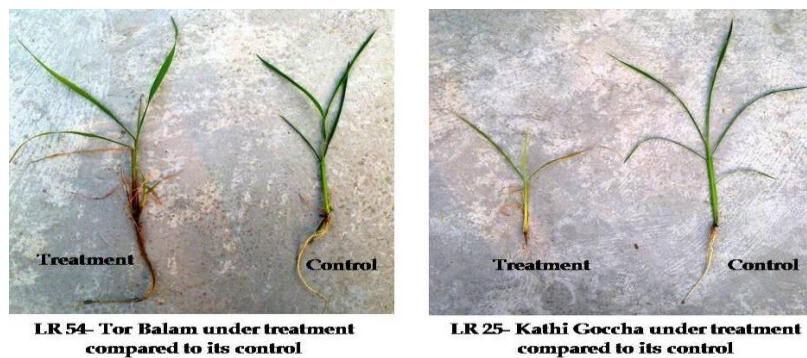 Treatment
Control
LR 54- Tor Balam under treatment
compared to its control
Treatment
Control
LR 25- Kathi Goccha under treatment
compared to its control